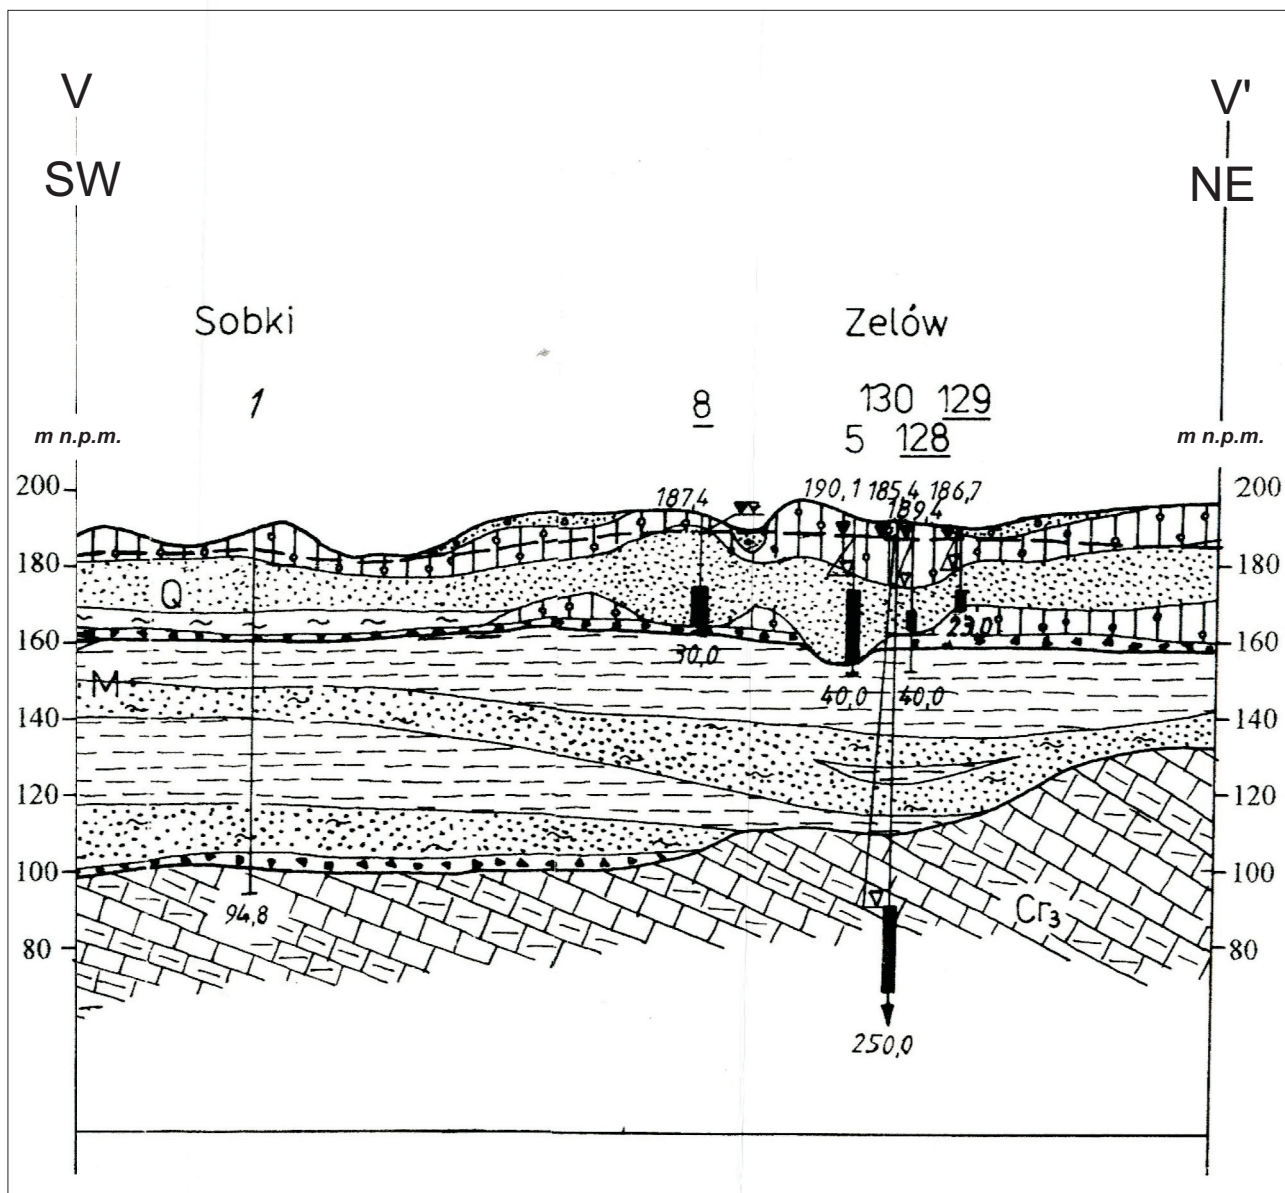 V V'
SW NE
Sobki Zelów
1 8 130 129
5 128
m n.p.m. m n.p.m.
200 187,4 190,1 185,4 186,7 200
189,4
180 180
Q
160 23,0 160
30,0
M 40,0 40,0
140 140
120 120
100 100
94,8 Cr₃
80 80
250,0